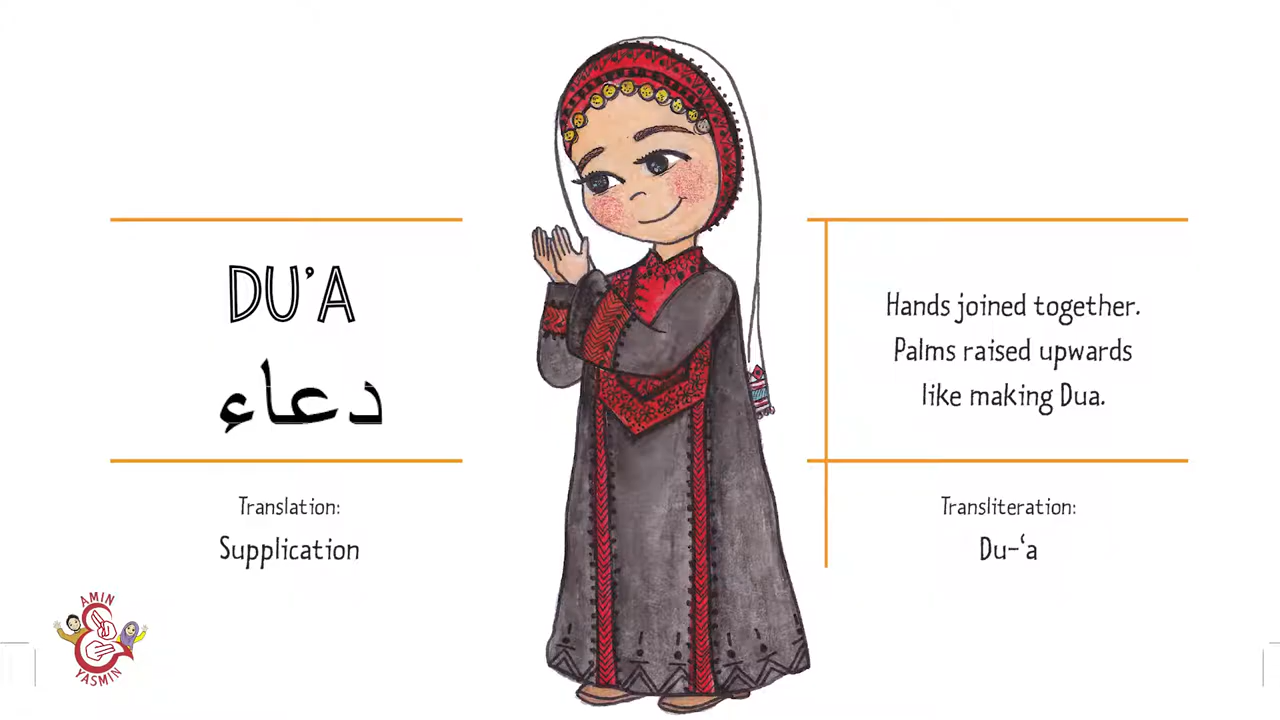 DU’A
دعاء
Translation:
Supplication
Hands joined together.
Palms raised upwards
like making Dua.
Transliteration:
Du-‘a
AMIN
YASMIN